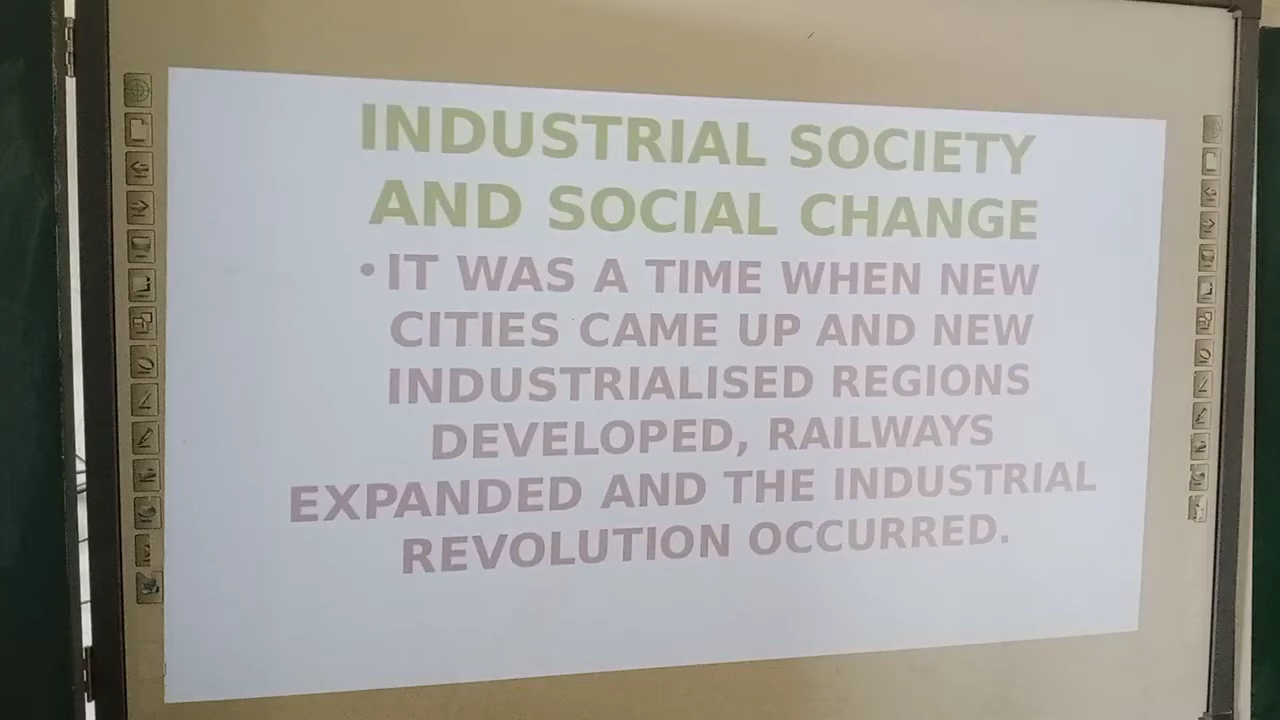 INDUSTRIAL SOCIETY
AND SOCIAL CHANGE
•IT WAS A TIME WHEN NEW
CITIES CAME UP AND NEW
INDUSTRIALISED REGIONS
DEVELOPED, RAILWAYS
EXPANDED AND THE INDUSTRIAL
REVOLUTION OCCURRED.